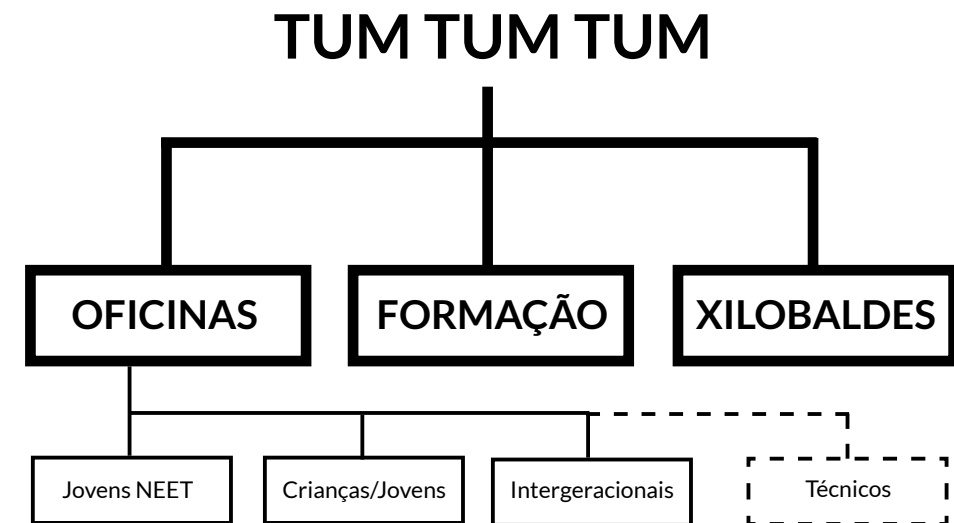 TUM TUM TUM
OFICINAS
FORMAÇÃO
XILOBALDES
Jovens NEET
Crianças/Jovens
Intergeracionais
Técnicos